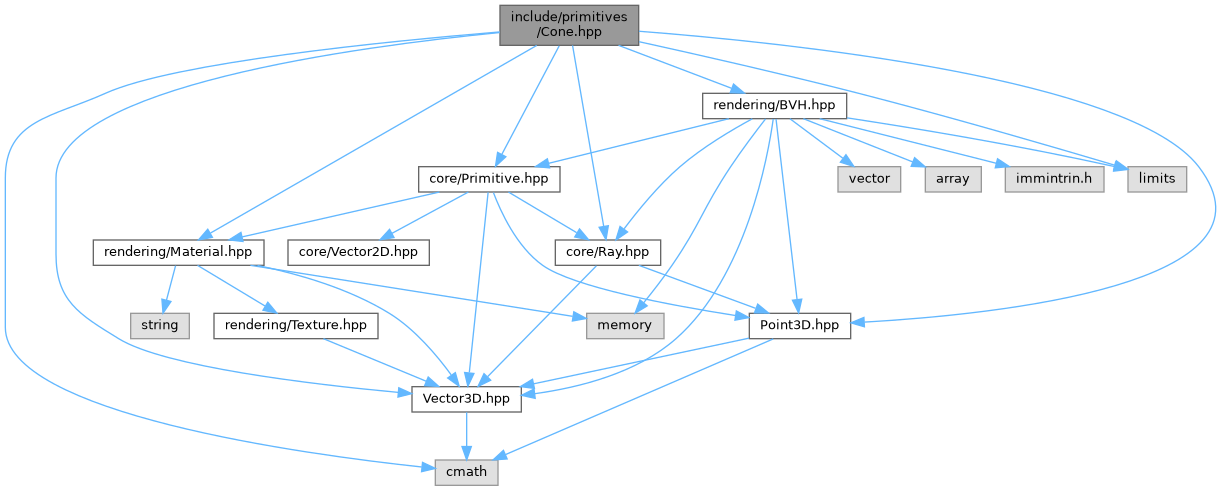 include/primitives
/Cone.hpp
rendering/BVH.hpp
core/Primitive.hpp
vector
array
immintrin.h
limits
rendering/Material.hpp
core/Vector2D.hpp
core/Ray.hpp
string
rendering/Texture.hpp
memory
Point3D.hpp
Vector3D.hpp
cmath